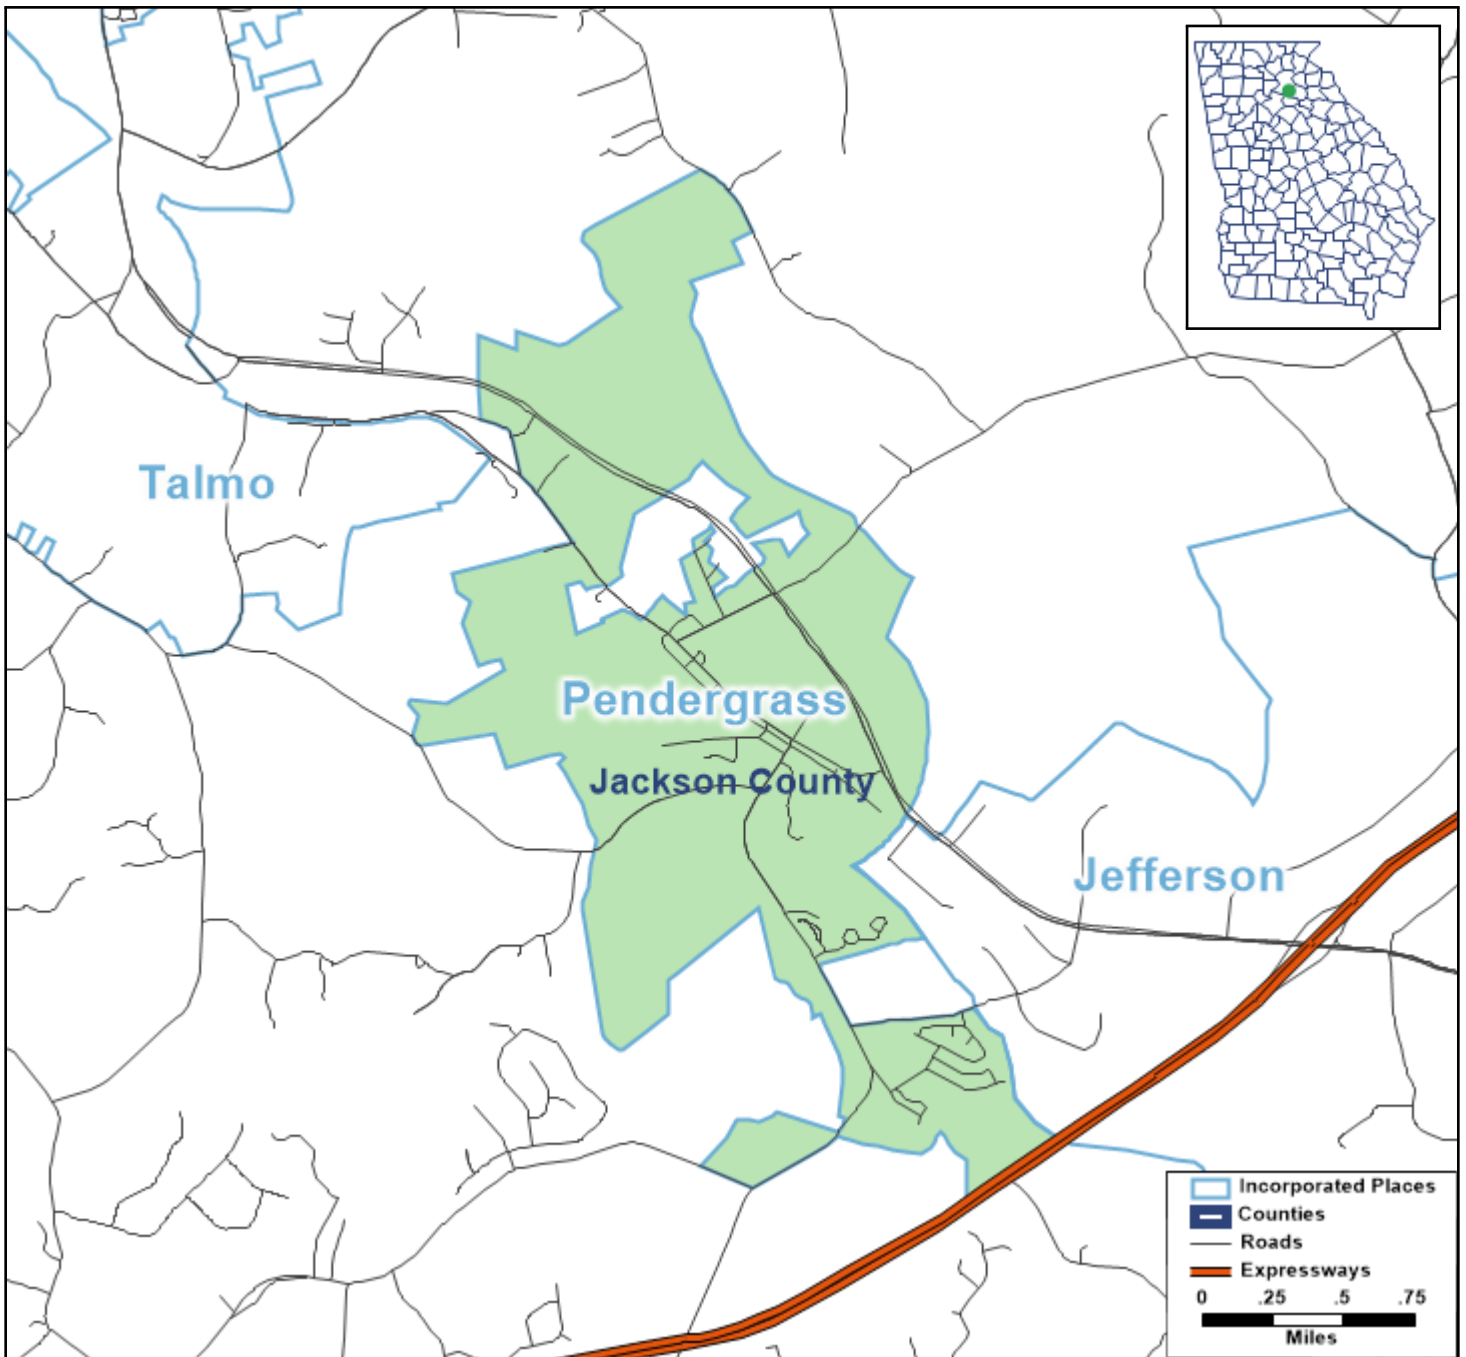 Talmo
Pendergrass
Jackson County
Jefferson
Incorporated Places
Counties
Roads
Expressways
0 .25 .5 .75
Miles